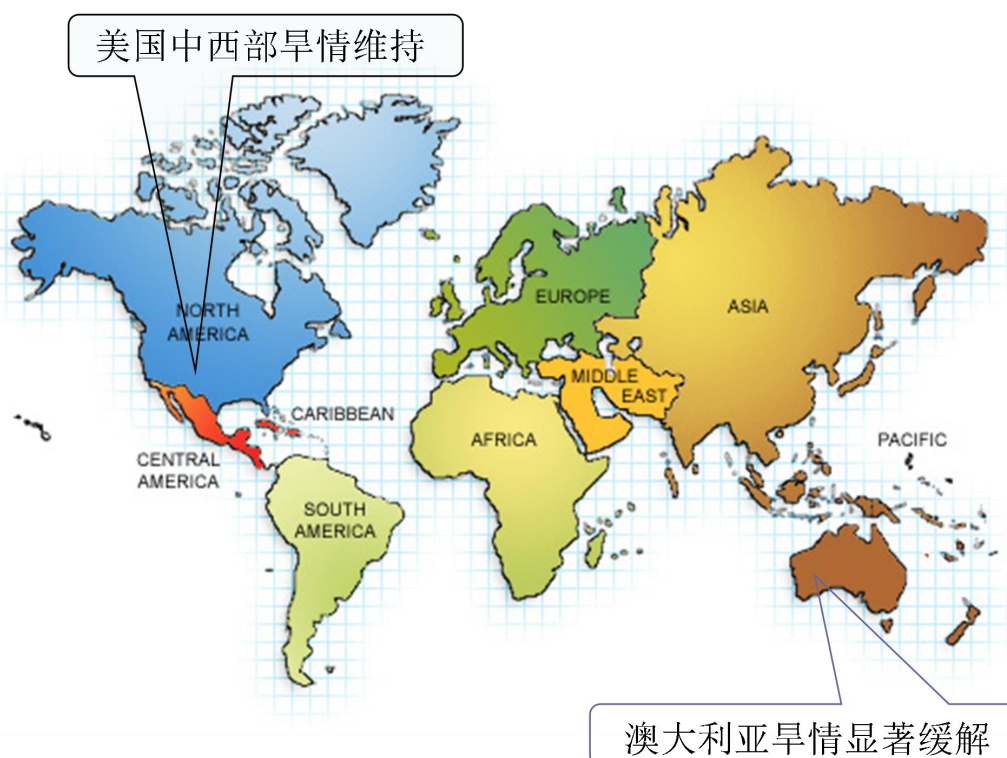 美国中西部旱情维持
NORTH
AMERICA
EUROPE
ASIA
MIDDLE
EAST
CARIBBEAN
AFRICA
PACIFIC
CENTRAL
AMERICA
SOUTH
AMERICA
澳大利亚旱情显著缓解